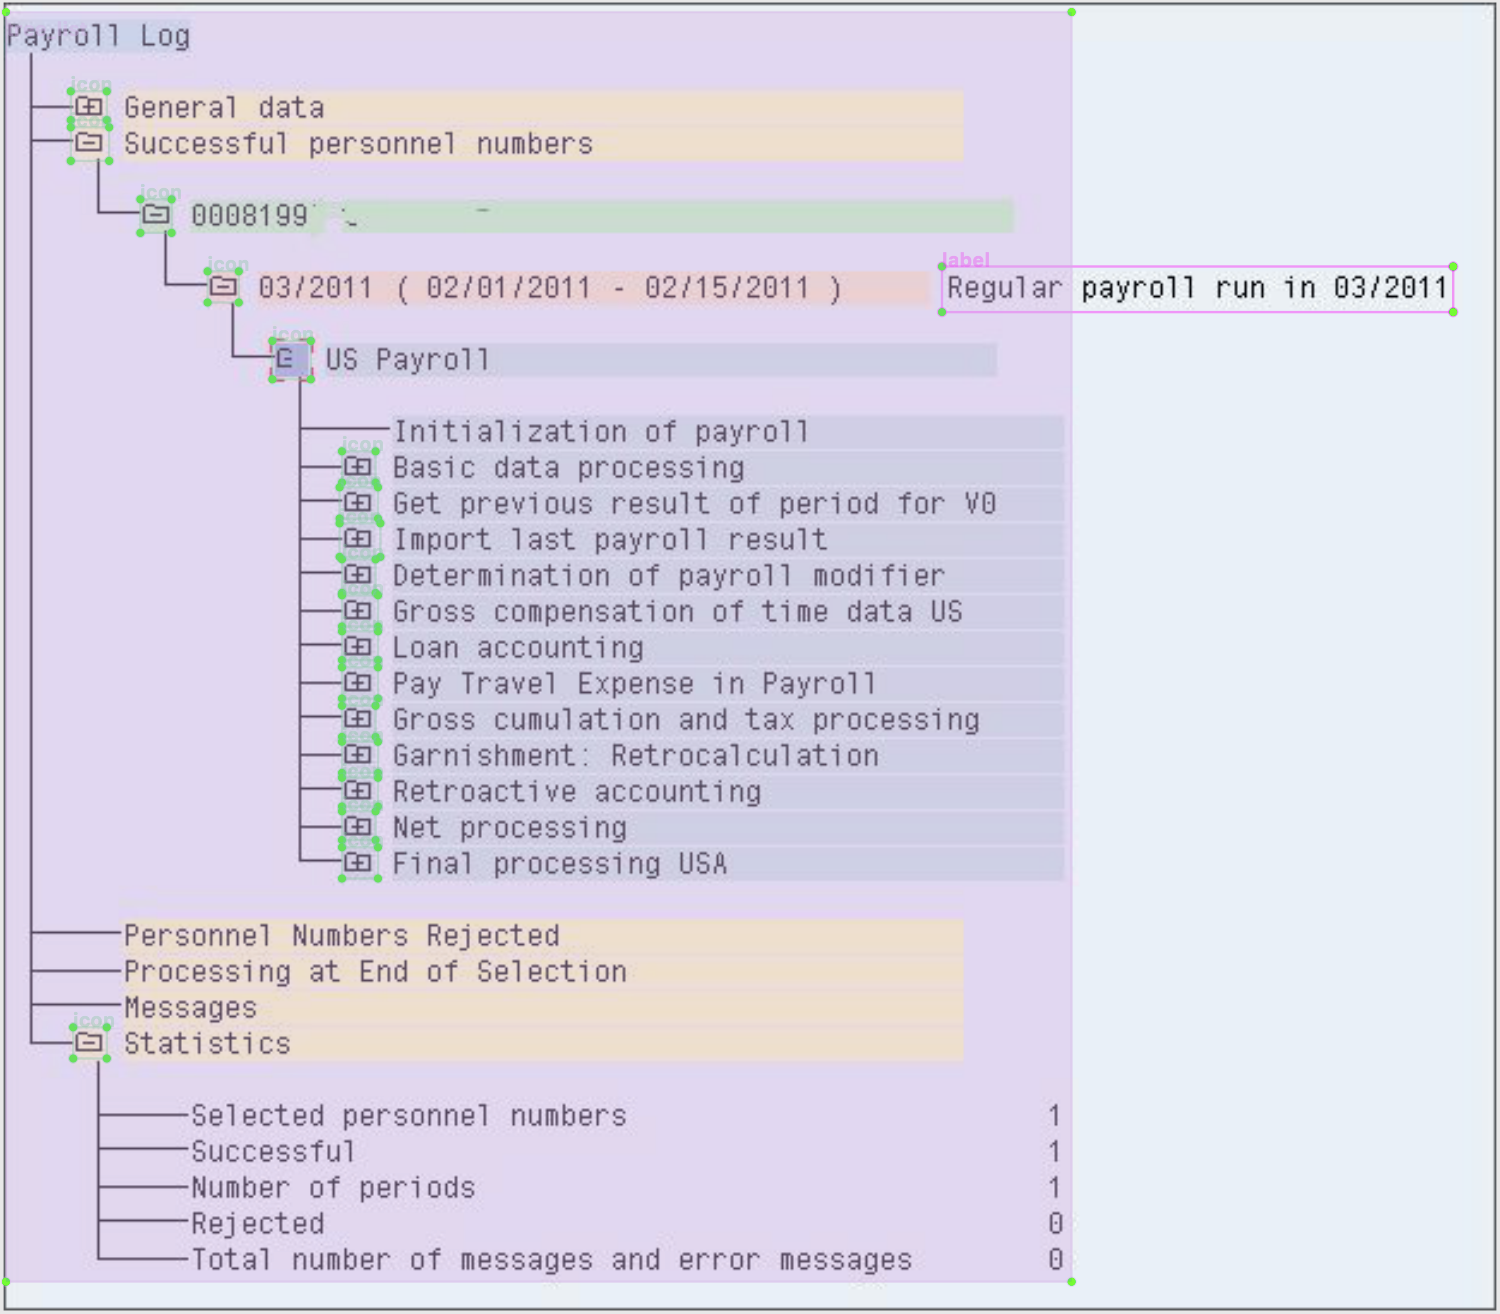 Payroll Log
icon
General data
Successful personnel numbers
icon
0008199
icon
label
03/2011 ( 02/01/2011 - 02/15/2011 ) Regular payroll run in 03/2011
icon
US Payroll
Initialization of payroll
icon
Basic data processing
Get previous result of period for V0
Import last payroll result
Determination of payroll modifier
Gross compensation of time data US
Loan accounting
Pay Travel Expense in Payroll
Gross cumulation and tax processing
Garnishment: Retrocalculation
Retroactive accounting
Net processing
Final processing USA
Personnel Numbers Rejected
Processing at End of Selection
Messages
icon
Statistics
Selected personnel numbers 1
Successful 1
Number of periods 1
Rejected 0
Total number of messages and error messages 0